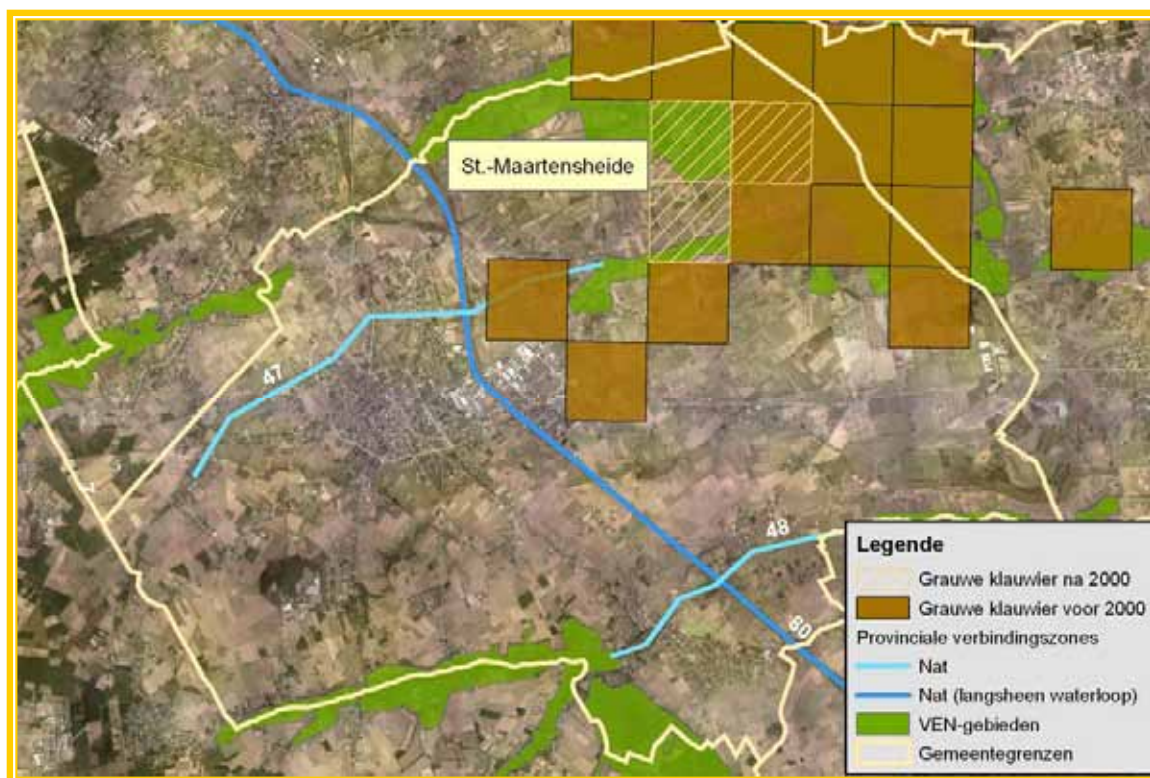 St.-Maartensheide
47
48
60
Legende
Grauwe klauwier na 2000
Grauwe klauwier voor 2000
Provinciale verbindingszones
Nat
Nat (langsheen waterloop)
VEN-gebieden
Gemeentegrenzen